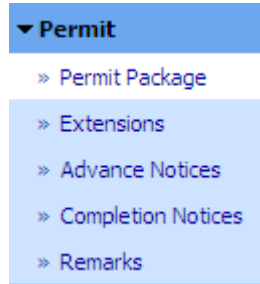 Permit
» Permit Package
» Extensions
» Advance Notices
» Completion Notices
» Remarks